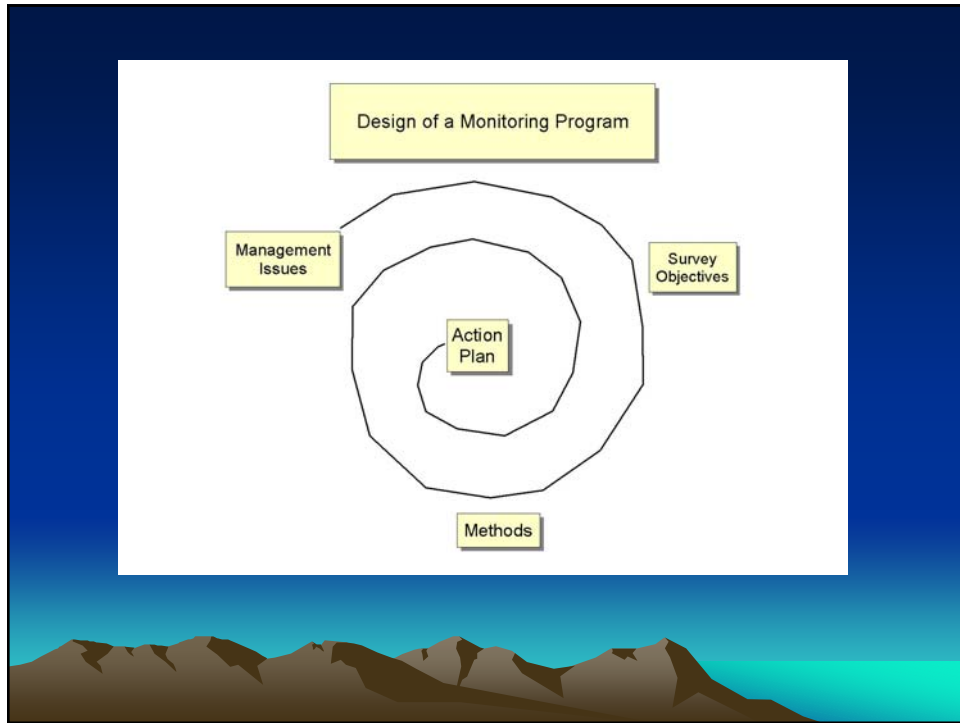 Design of a Monitoring Program
Management
Issues
Survey
Objectives
Action
Plan
Methods